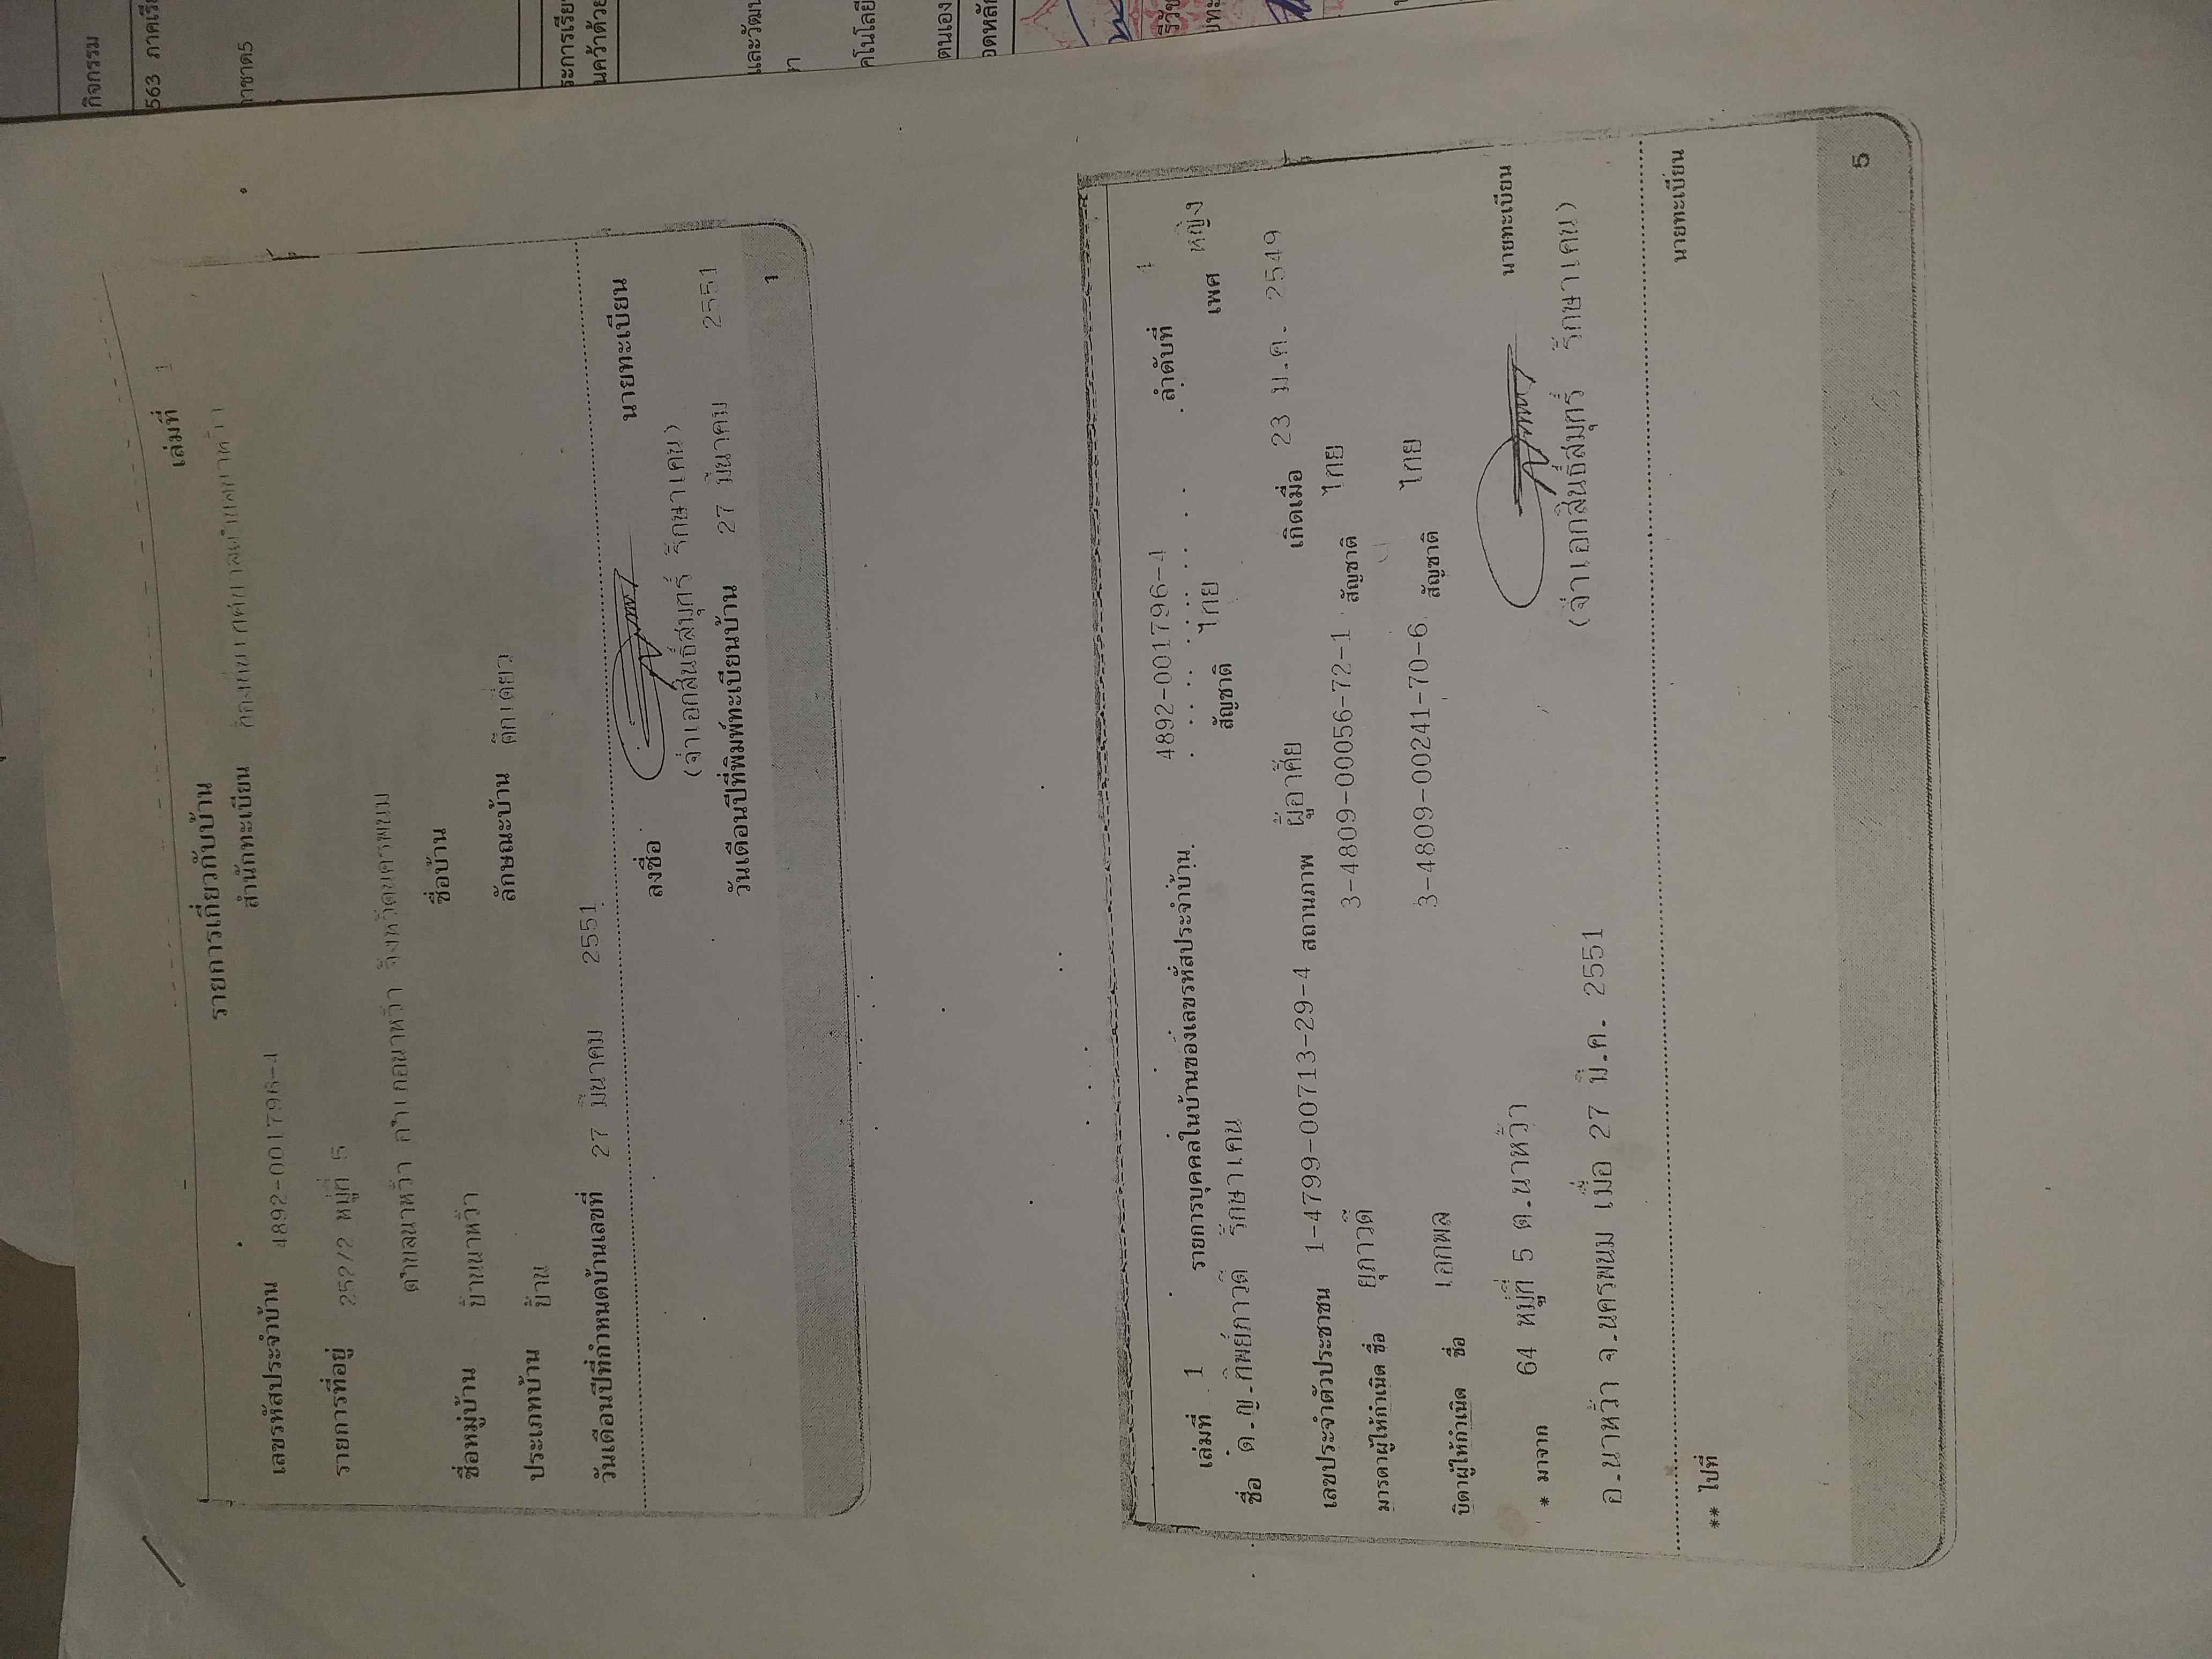 กิจกรรม
563 ภาคเรีย
าชาด5
ระการเรีย
นคว้าด้วย
และวัฒน
คโนโลยี
ตนเอง
อดหลัก
เล่มที่ 1
รายการเกี่ยวกับบ้าน
เลขรหัสประจำบ้าน 4892-001796-4 สำนักทะเบียน
รายการที่อยู่ 252/2 หมู่ที่ 5
ตำบลนาหว้า อำเภอนาหว้า จังหวัดนครพนม
ชื่อหมู่บ้าน บ้านนาหว้า ชื่อบ้าน
ประเภทบ้าน บ้าน ลักษณะบ้าน ตึกเดี่ยว
วันเดือนปีที่กำหนดบ้านเลขที่ 27 มีนาคม 2551
ลงชื่อ นายทะเบียน
(จ่าเอกสินธิ์สมุทร์ รักษาเคน)
วันเดือนปีที่พิมพ์ทะเบียนบ้าน 27 มีนาคม 2551
1
เล่มที่ 1 รายการบุคคลในบ้านของเลขรหัสประจำบ้าน 4892-001796-4 ลำดับที่ 4
ชื่อ ด.ญ.ทิพย์ภาวดี รักษาเคน สัญชาติ ไทย เพศ หญิง
เลขประจำตัวประชาชน 1-4799-00713-29-4 สถานภาพ ผู้อาศัย เกิดเมื่อ 23 ม.ค. 2549
มารดาผู้ให้กำเนิด ชื่อ ยุภาวดี 3-4809-00056-72-1 สัญชาติ ไทย
บิดาผู้ให้กำเนิด ชื่อ เอกพล 3-4809-00241-70-6 สัญชาติ ไทย
* มาจาก 64 หมู่ที่ 5 ต.นาหว้า
นายทะเบียน
อ.นาหว้า จ.นครพนม เมื่อ 27 มี.ค. 2551
(จ่าเอกสินธิ์สมุทร์ รักษาเคน)
** ไปที่
นายทะเบียน
5